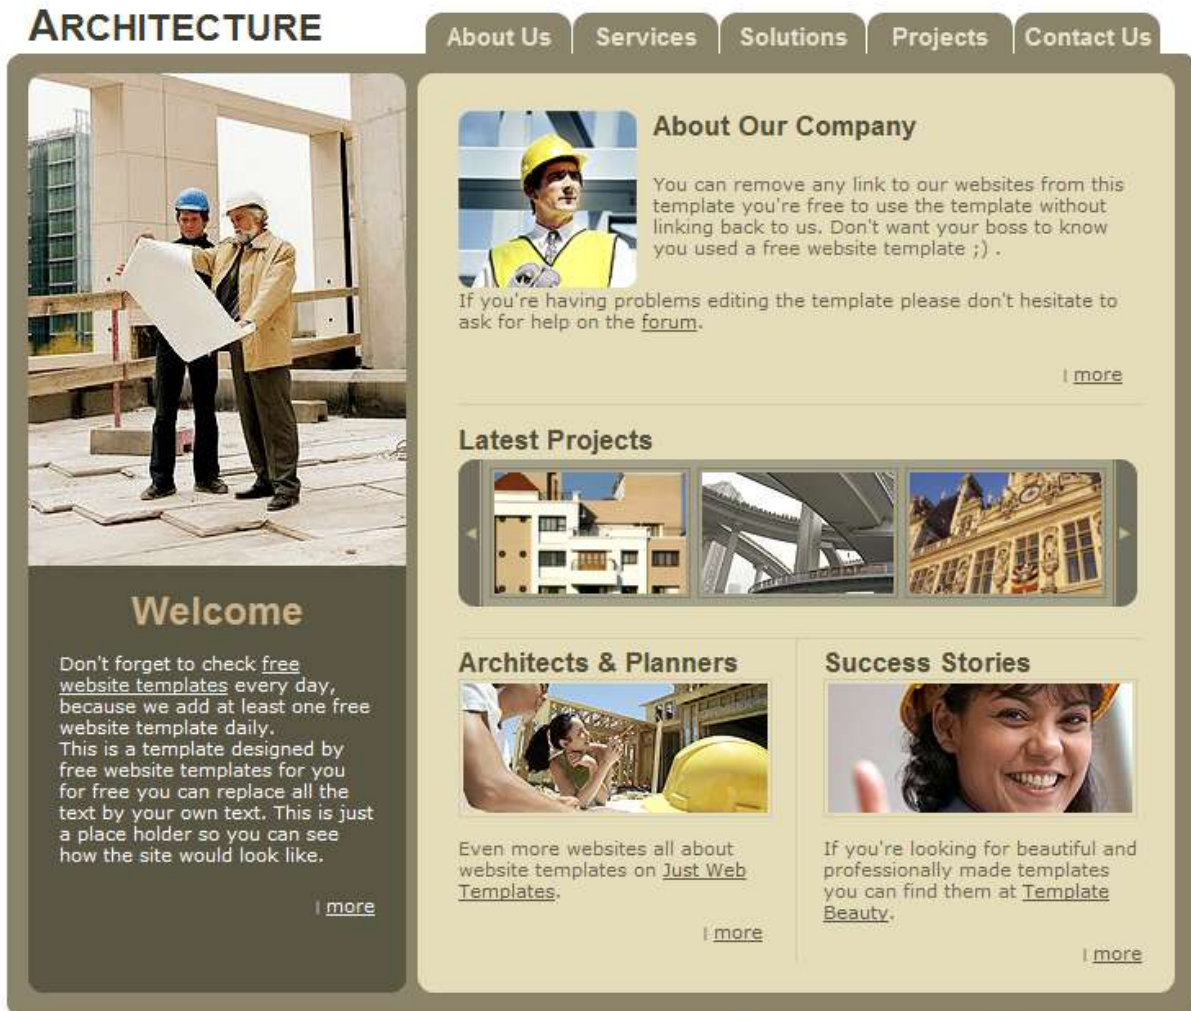 ARCHITECTURE
About Us
Services
Solutions
Projects
Contact Us
Welcome
Don't forget to check free
website templates every day,
because we add at least one free
website template daily.
This is a template designed by
free website templates for you
for free you can replace all the
text by your own text. This is just
a place holder so you can see
how the site would look like.
| more
About Our Company
You can remove any link to our websites from this
template you're free to use the template without
linking back to us. Don't want your boss to know
you used a free website template ;) .
If you're having problems editing the template please don't hesitate to
ask for help on the forum.
| more
Latest Projects
Architects & Planners
Even more websites all about
website templates on Just Web
Templates.
| more
Success Stories
If you're looking for beautiful and
professionally made templates
you can find them at Template
Beauty.
| more